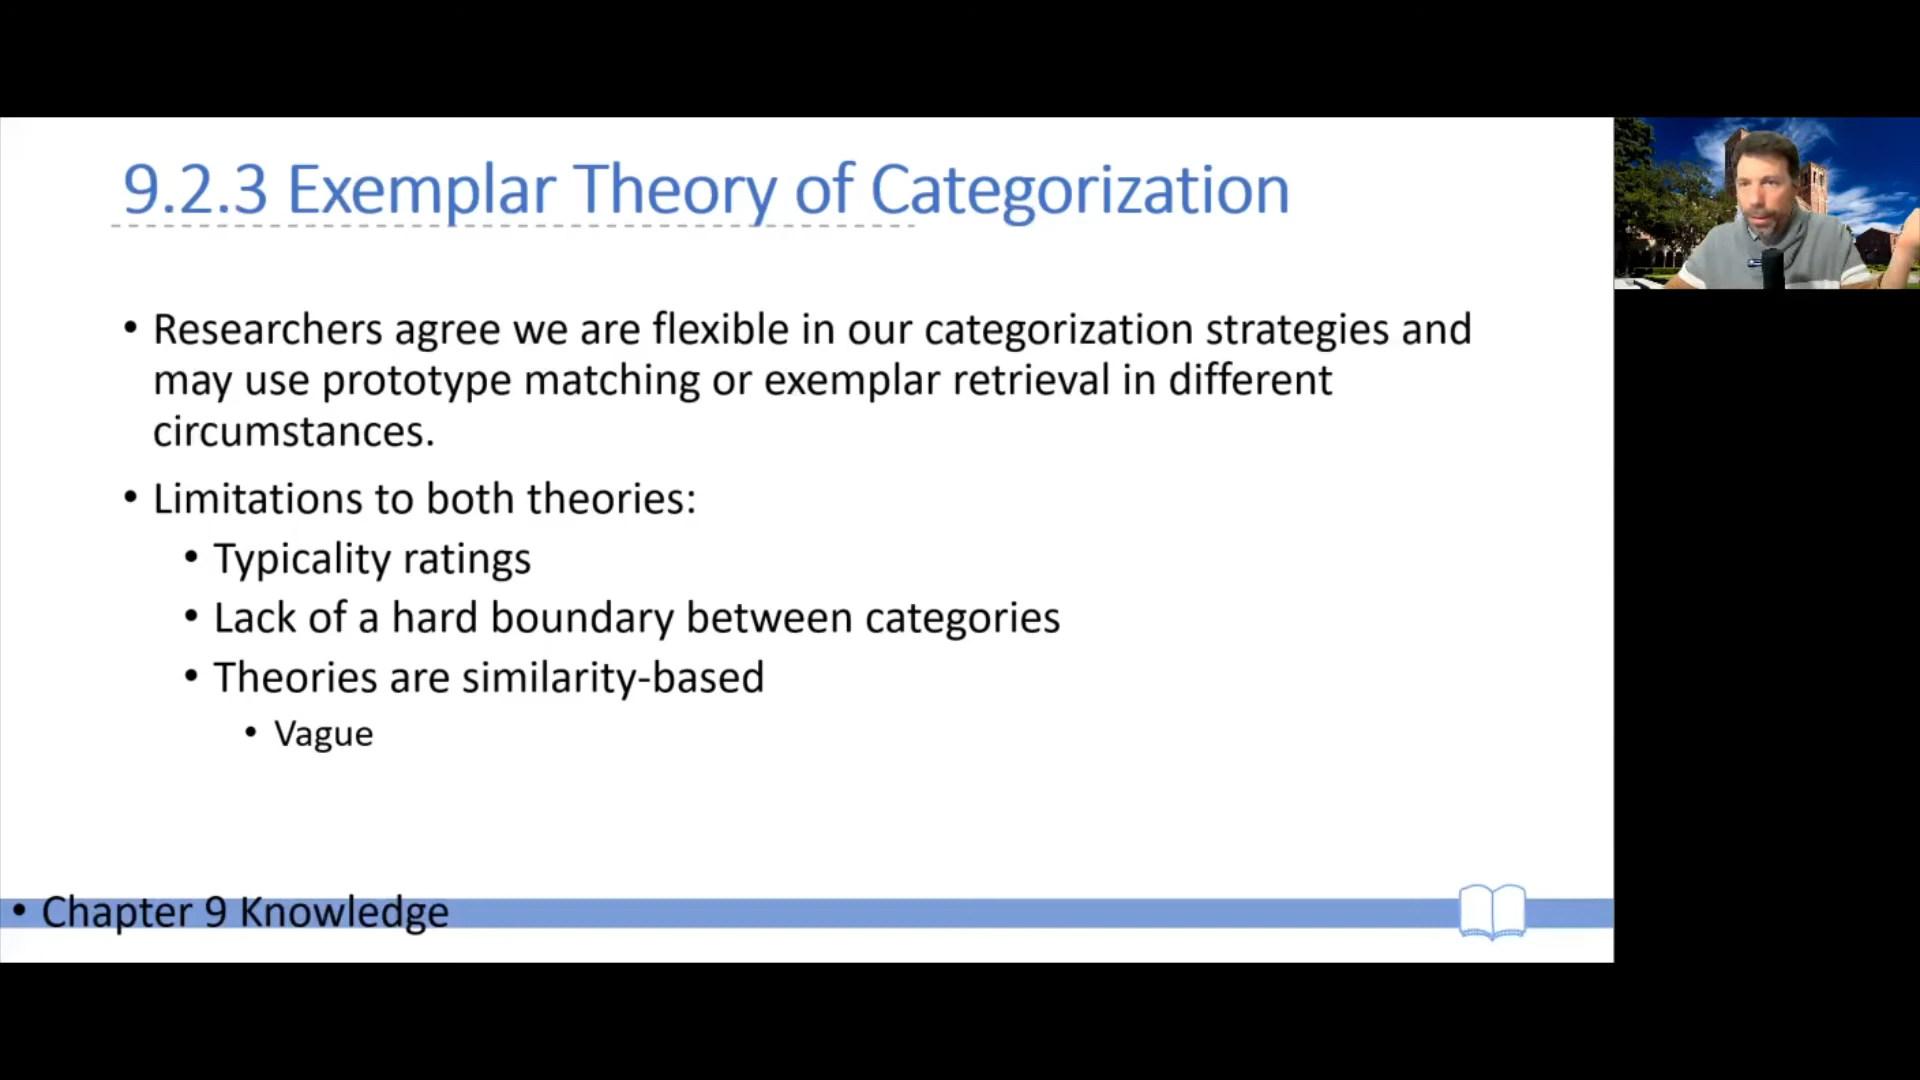 9.2.3 Exemplar Theory of Categorization
• Researchers agree we are flexible in our categorization strategies and
may use prototype matching or exemplar retrieval in different
circumstances.
• Limitations to both theories:
• Typicality ratings
• Lack of a hard boundary between categories
• Theories are similarity-based
• Vague
• Chapter 9 Knowledge